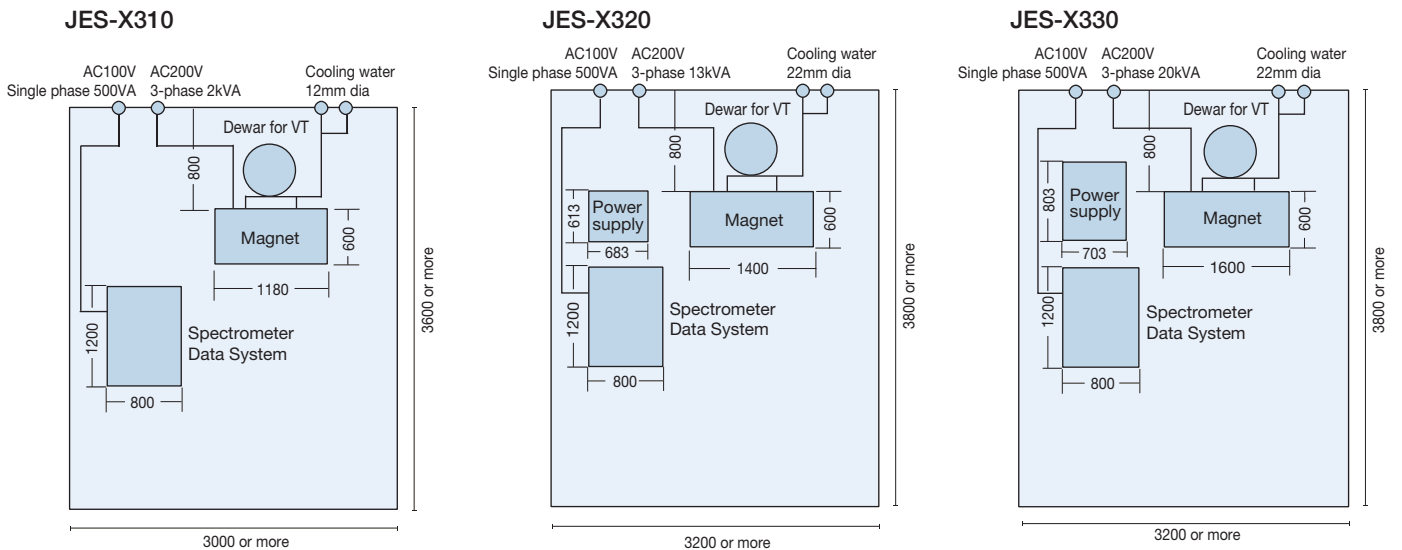 JES-X310
AC100V
Single phase 500VA
AC200V
3-phase 2kVA
Cooling water
12mm dia
Dewar for VT
800
Magnet
600
1180
1200
Spectrometer
Data System
800
3600 or more
3000 or more
JES-X320
AC100V
Single phase 500VA
AC200V
3-phase 13kVA
Cooling water
22mm dia
Dewar for VT
800
613
Power
supply
683
Magnet
600
1400
1200
Spectrometer
Data System
800
3800 or more
3200 or more
JES-X330
AC100V
Single phase 500VA
AC200V
3-phase 20kVA
Cooling water
22mm dia
Dewar for VT
800
803
Power
supply
703
Magnet
600
1600
1200
Spectrometer
Data System
800
3800 or more
3200 or more